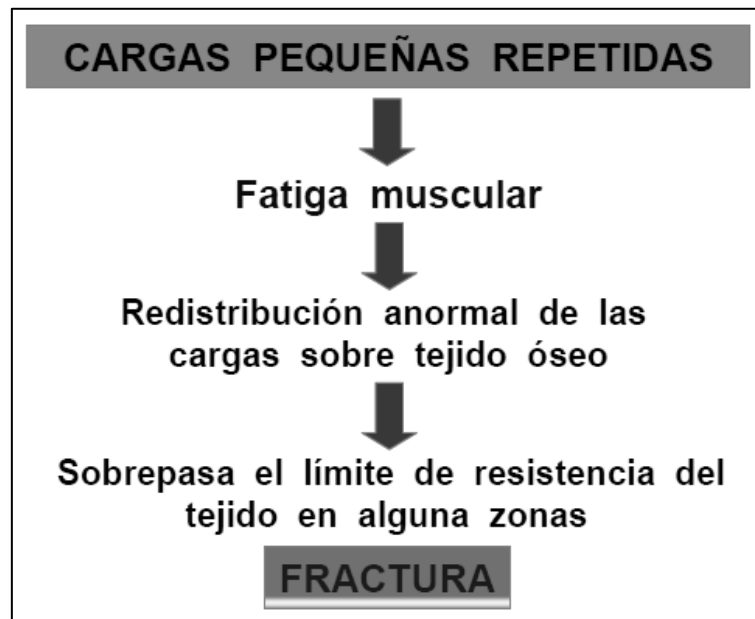 CARGAS PEQUEÑAS REPETIDAS
Fatiga muscular
Redistribución anormal de las
cargas sobre tejido óseo
Sobrepasa el límite de resistencia del
tejido en alguna zonas
FRACTURA